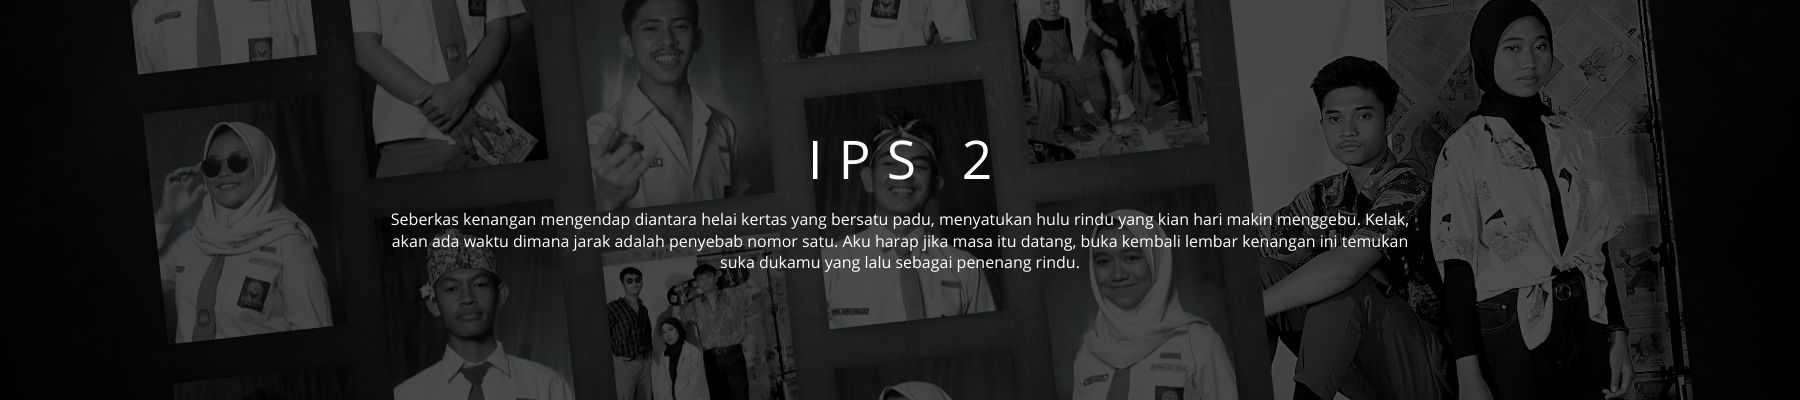 IPS 2
Seberkas kenangan mengendap diantara helai kertas yang bersatu padu, menyatukan hulu rindu yang kian hari makin menggebu. Kelak,
akan ada waktu dimana jarak adalah penyebab nomor satu. Aku harap jika masa itu datang, buka kembali lembar kenangan ini temukan
suka dukamu yang lalu sebagai penenang rindu.